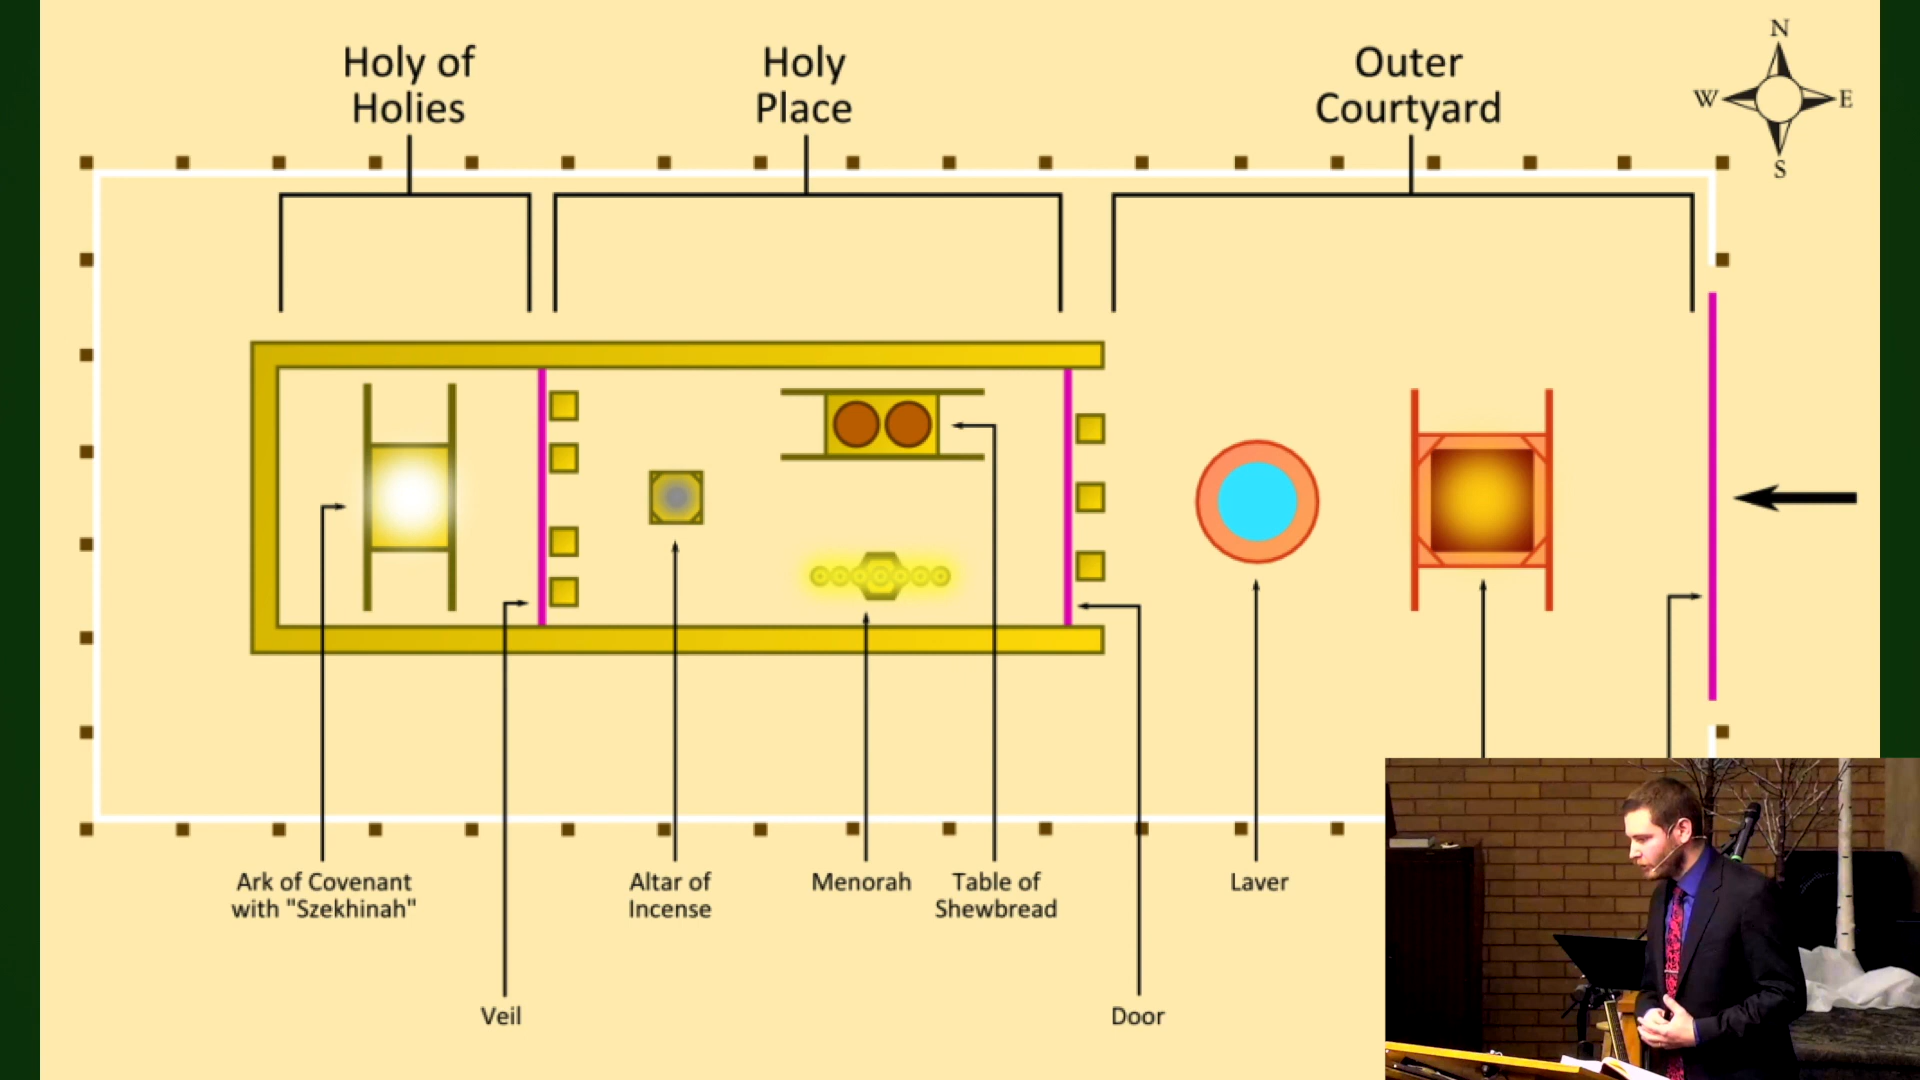 Holy of
Holies
Holy
Place
Outer
Courtyard
N
W
E
S
Ark of Covenant
with "Szekhinah"
Altar of
Incense
Menorah
Table of
Shewbread
Laver
Veil
Door